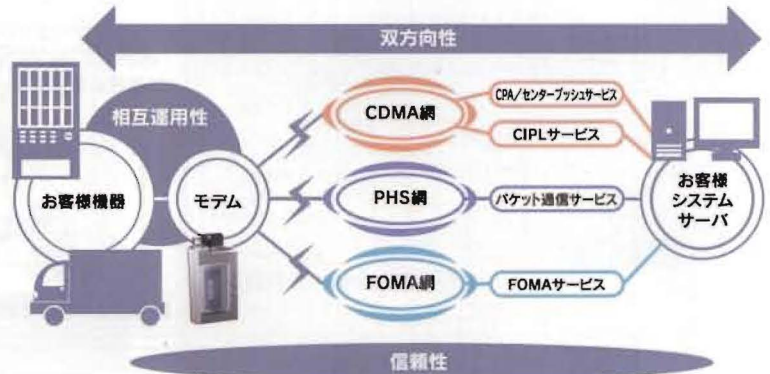 双方向性
相互運用性
お客様機器
モデム
CDMA網
CPA/センタープッシュサービス
CIPLサービス
PHS網
パケット通信サービス
FOMA網
FOMAサービス
お客様
システム
サーバ
信頼性